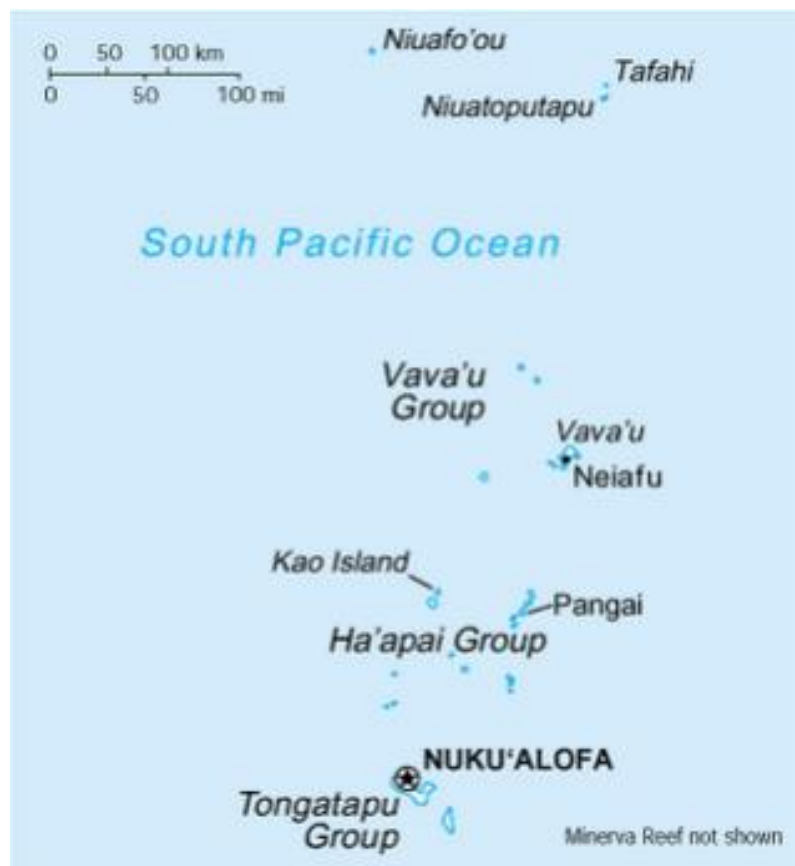 Niuafo'ou
0 50 100 km
0 50 100 mi
Tafahi
Niuatoputapu
South Pacific Ocean
Vava'u
Group
Vava'u
Neiafu
Kao Island
Pangai
Ha'apai Group
NUKU‘ALOFA
Tongatapu
Group
Minerva Reef not shown